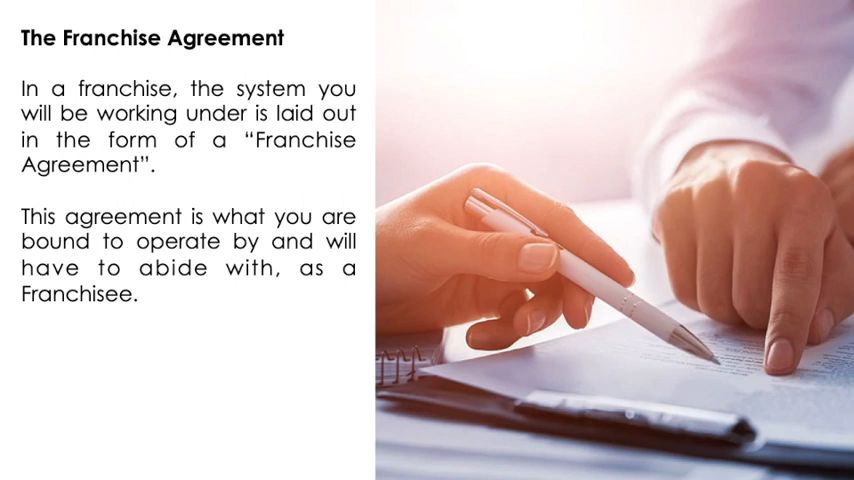 The Franchise Agreement
In a franchise, the system you
will be working under is laid out
in the form of a “Franchise
Agreement”.
This agreement is what you are
bound to operate by and will
have to abide with, as a
Franchisee.